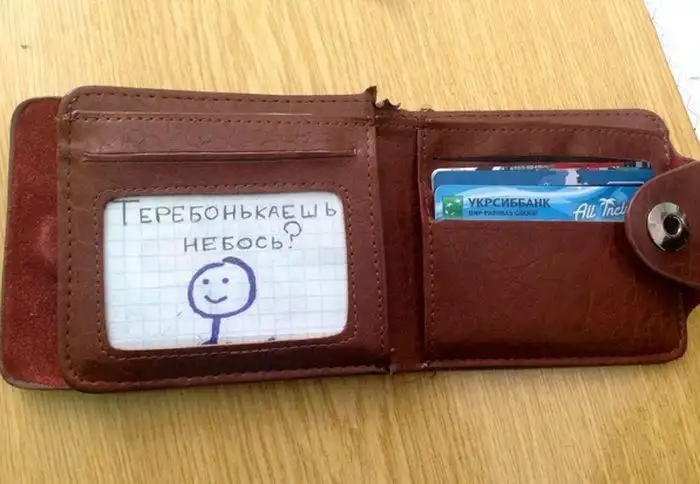 Теребонькаешь
небось?
УКРСИББАНК
BNP PARIBAS GROUP
All Incl